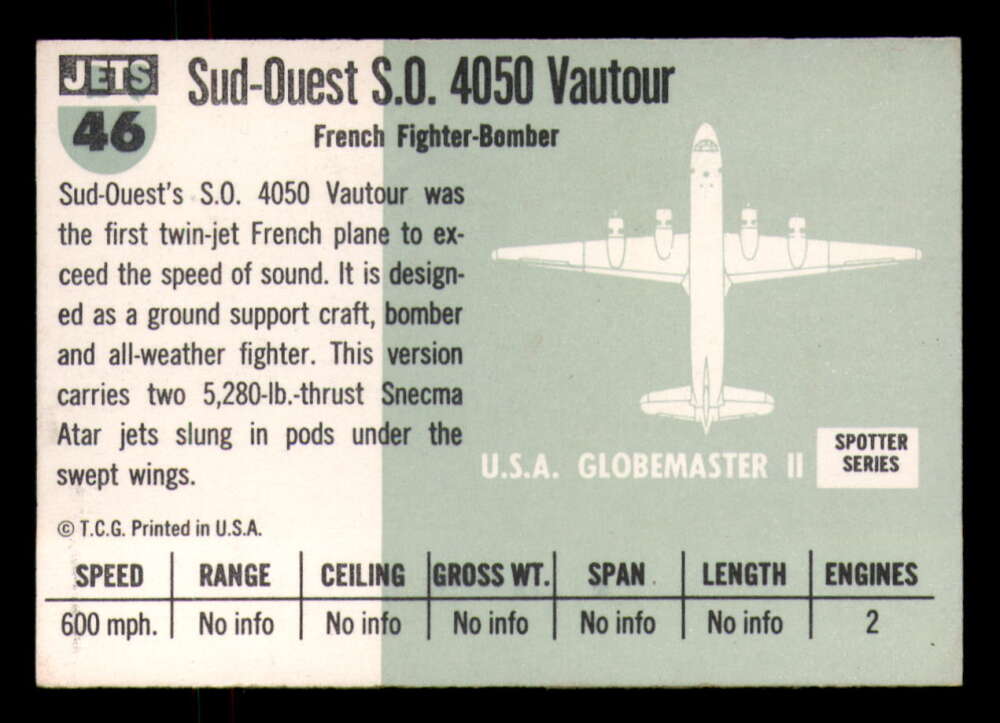 JETS
46
Sud-Ouest S.O. 4050 Vautour
French Fighter-Bomber
Sud-Ouest's S.O. 4050 Vautour was
the first twin-jet French plane to ex-
ceed the speed of sound. It is design-
ed as a ground support craft, bomber
and all-weather fighter. This version
carries two 5,280-lb.-thrust Snecma
Atar jets slung in pods under the
swept wings.
© T.C.G. Printed in U.S.A.
U.S.A. GLOBEMASTER II
SPOTTER
SERIES
SPEED RANGE CEILING GROSS WT. SPAN LENGTH ENGINES
600 mph. No info No info No info No info No info 2